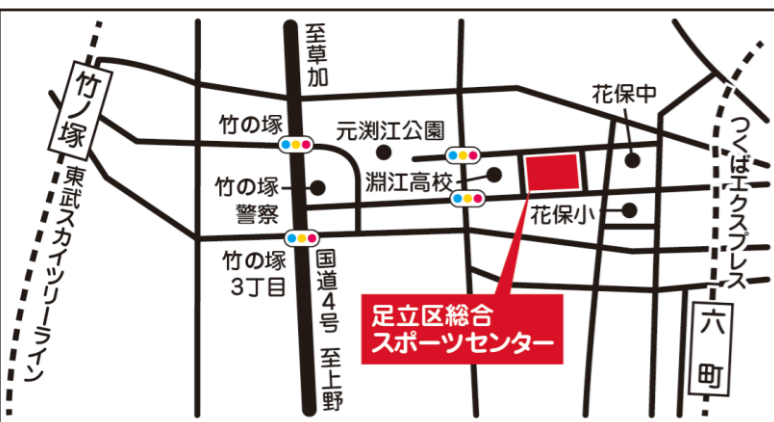 至草加
竹ノ塚
東武スカイツリーライン
竹の塚
元渕江公園
花保中
つくばエクスプレス
竹の塚
警察
淵江高校
花保小
竹の塚
3丁目
国道4号
至上野
足立区総合
スポーツセンター
六町